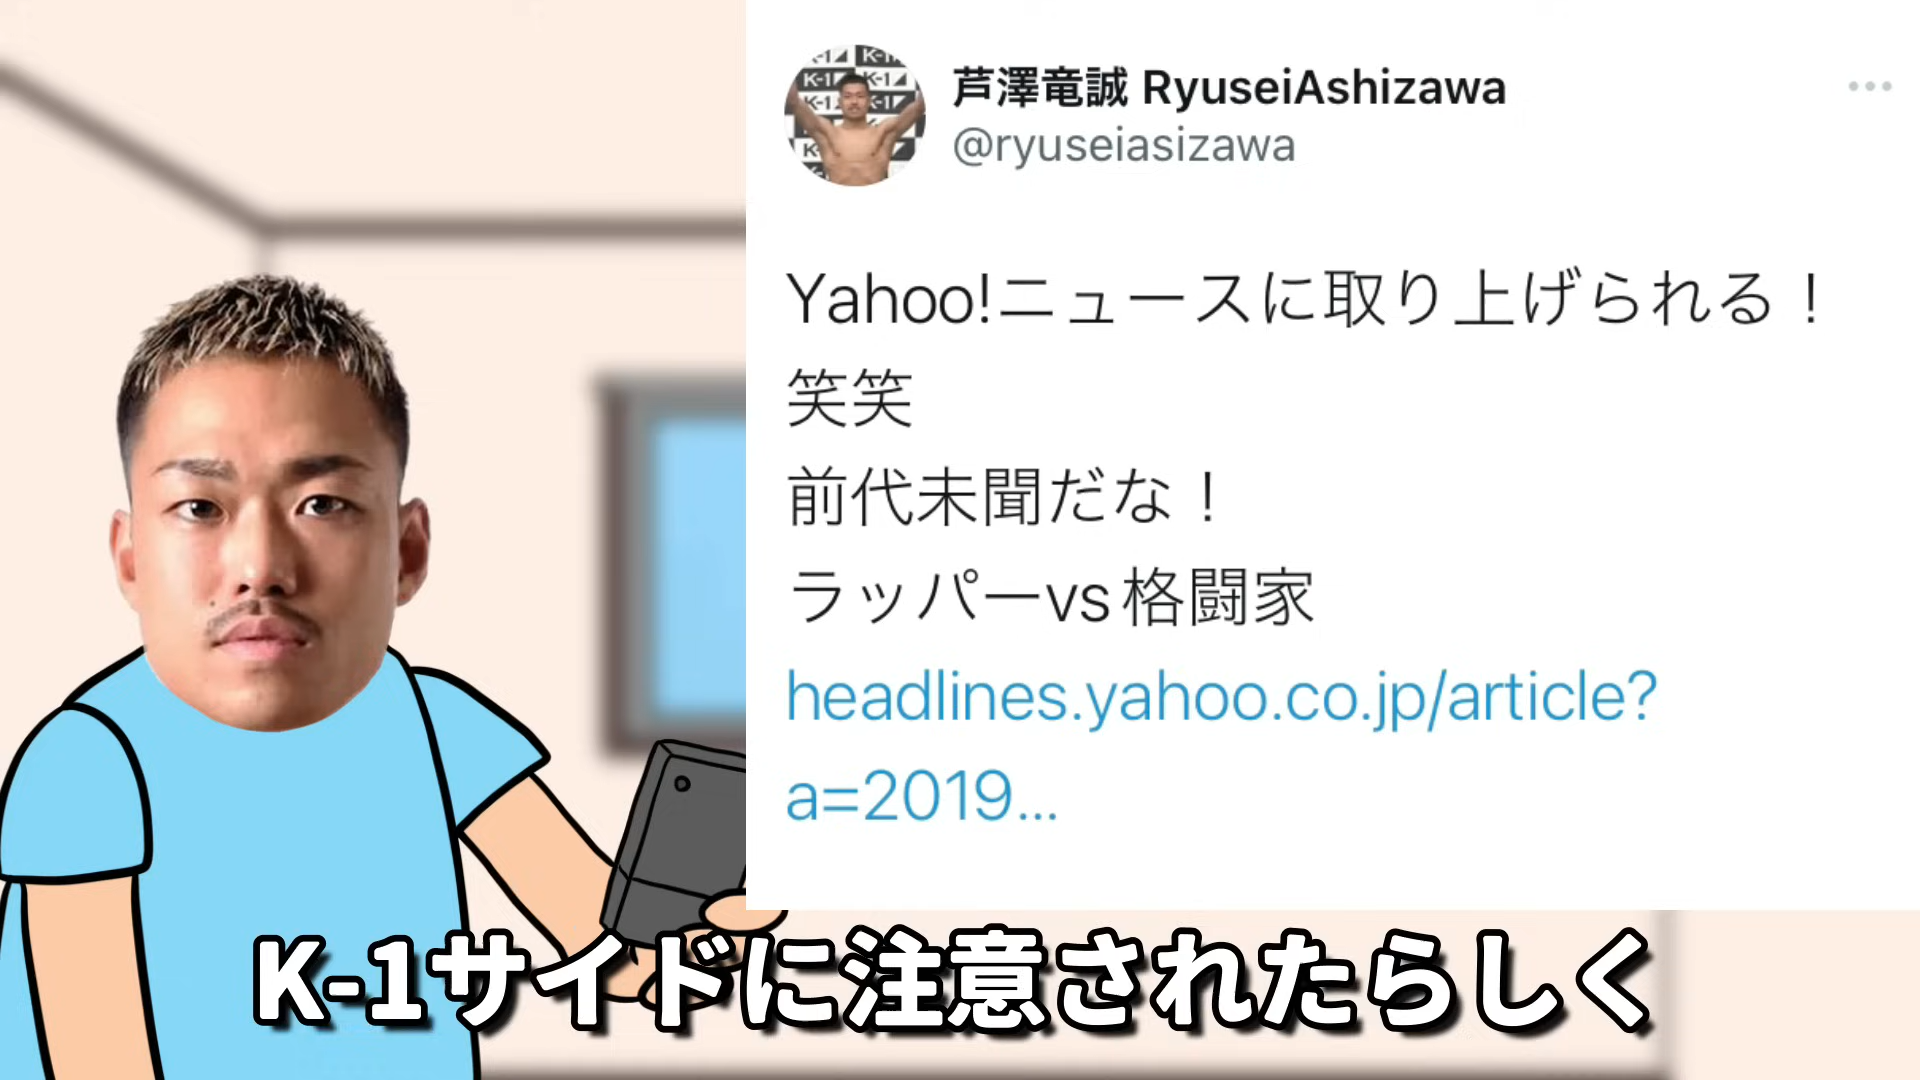 芦澤竜誠 RyuseiAshizawa
@ryuseiasizawa
Yahoo!ニュースに取り上げられる！
笑笑
前代未聞だな！
ラッパーvs格闘家
headlines.yahoo.co.jp/article?
a=2019...
K-1サイドに注意されたらしく